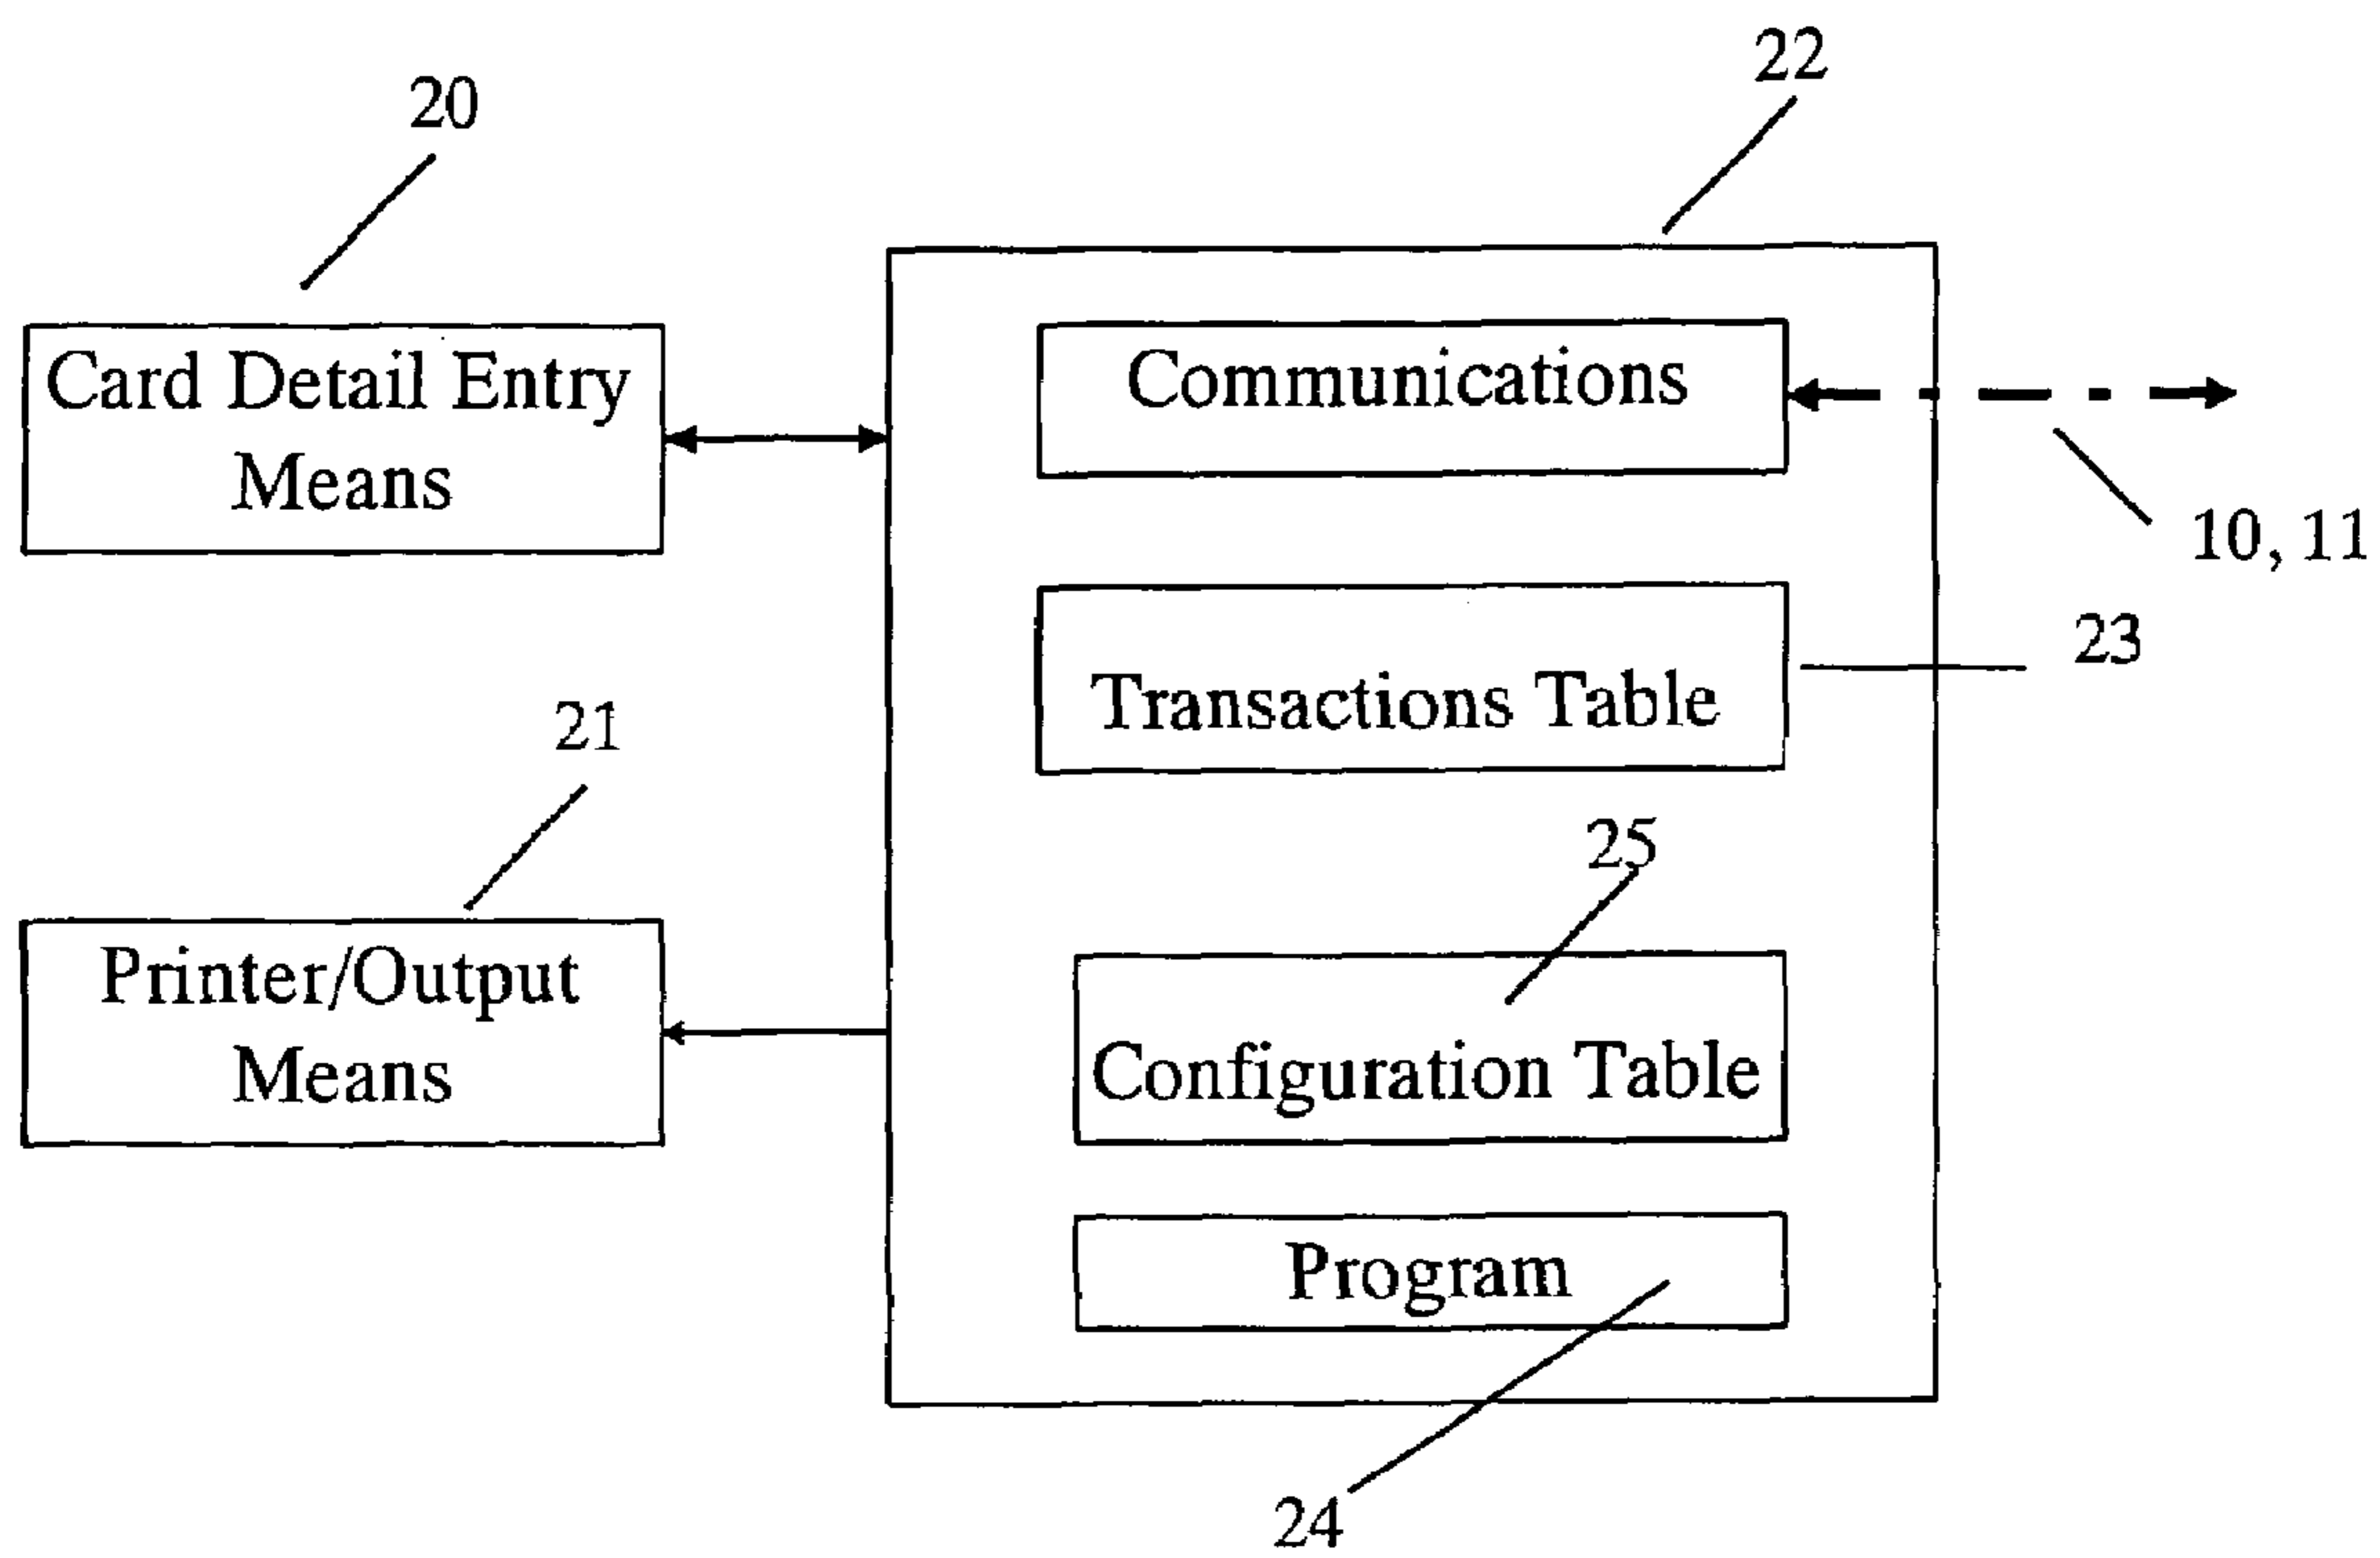 22
20
Card Detail Entry
Means
Communications
10, 11
Transactions Table
23
21
25
Printer/Output
Means
Configuration Table
Program
24